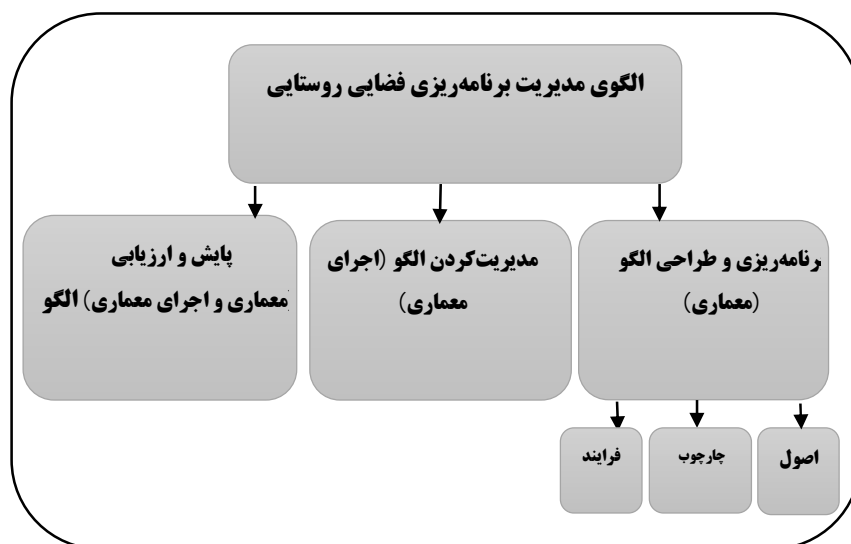 الگوی مدیریت برنامه‌ریزی فضایی روستایی
برنامه‌ریزی و طراحی الگو
(معماری)
مدیریت‌کردن الگو (اجرای
معماری)
پایش و ارزیابی
(معماری و اجرای معماری) الگو
اصول
چارچوب
فرایند